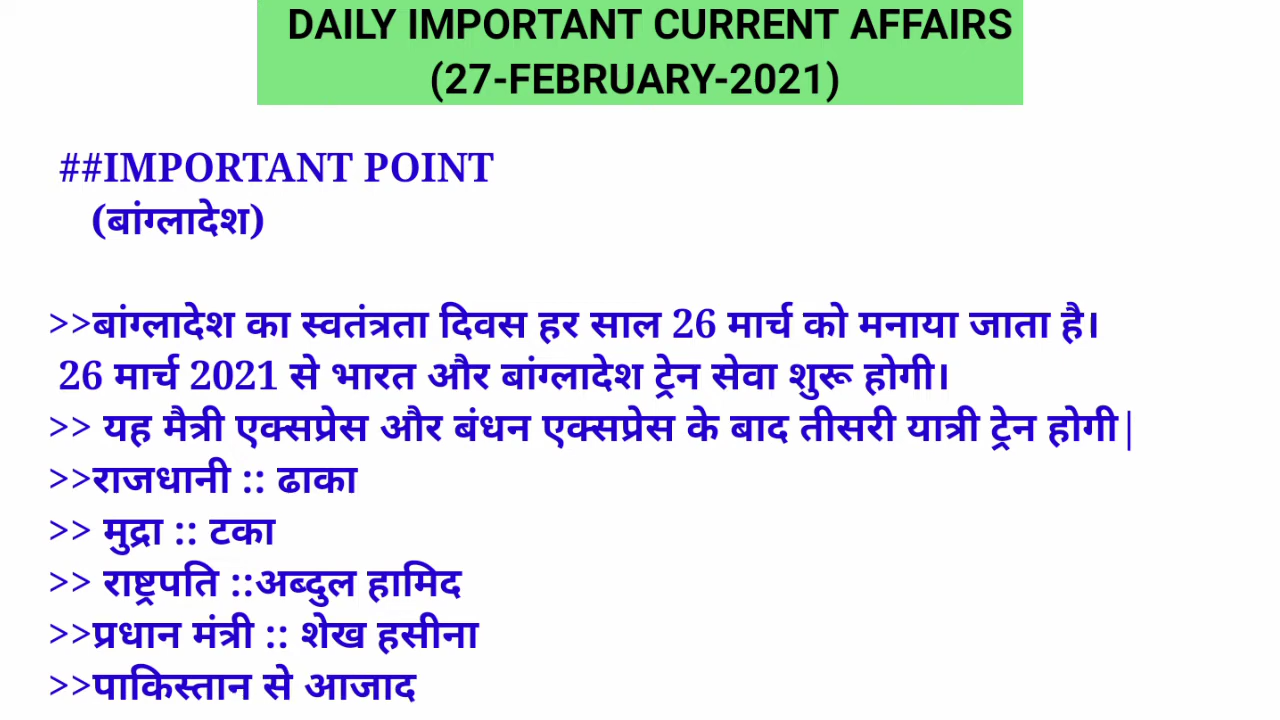 DAILY IMPORTANT CURRENT AFFAIRS
(27-FEBRUARY-2021)
##IMPORTANT POINT
(बांग्लादेश)
>>बांग्लादेश का स्वतंत्रता दिवस हर साल 26 मार्च को मनाया जाता है।
26 मार्च 2021 से भारत और बांग्लादेश ट्रेन सेवा शुरू होगी।
>> यह मैत्री एक्सप्रेस और बंधन एक्सप्रेस के बाद तीसरी यात्री ट्रेन होगी|
>>राजधानी :: ढाका
>> मुद्रा :: टका
>> राष्ट्रपति ::अब्दुल हामिद
>>प्रधान मंत्री :: शेख हसीना
>>पाकिस्तान से आजाद